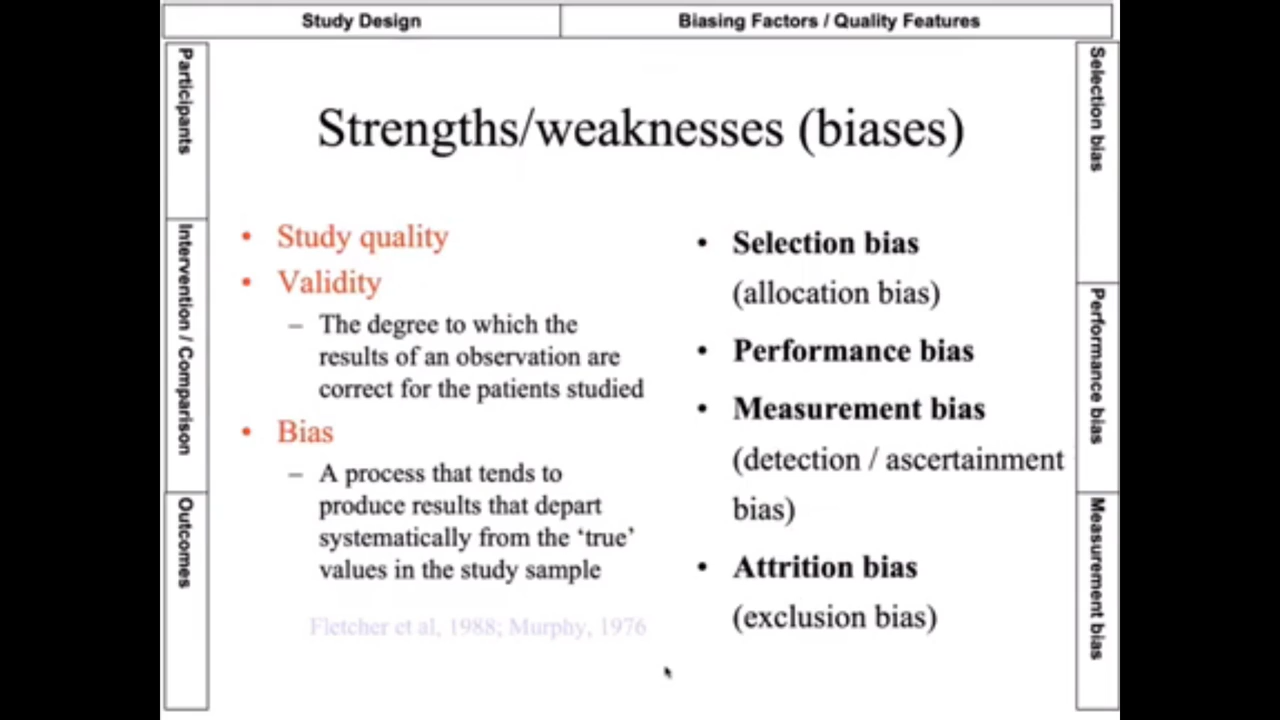 Study Design
Biasing Factors / Quality Features
Participants
Intervention / Comparison
Outcomes
Strengths/weaknesses (biases)
• Study quality
• Validity
– The degree to which the
results of an observation are
correct for the patients studied
• Bias
– A process that tends to
produce results that depart
systematically from the ‘true’
values in the study sample
Fletcher et al, 1988; Murphy, 1976
• Selection bias
(allocation bias)
• Performance bias
• Measurement bias
(detection / ascertainment
bias)
• Attrition bias
(exclusion bias)
Selection bias
Performance bias
Measurement bias